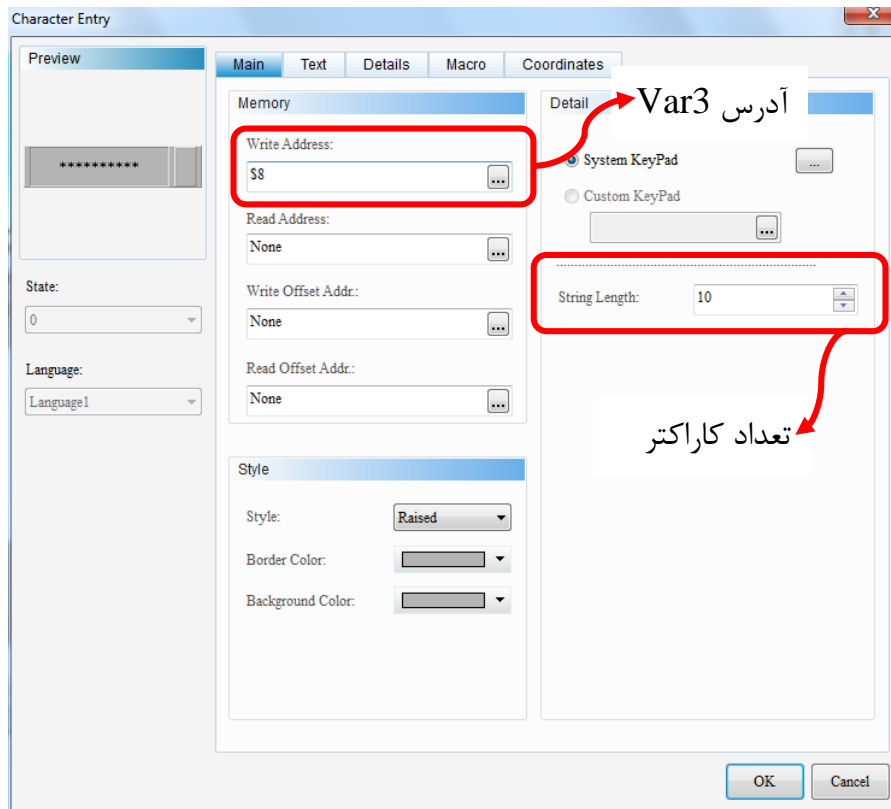 Character Entry
Preview
**********
State:
0
Language:
Language1
Main Text Details Macro Coordinates
Memory
Write Address:
$8
...
Read Address:
None
...
Write Offset Addr.:
None
...
Read Offset Addr.:
None
...
Style
Style:
Raised
Border Color:
Background Color:
Detail
آدرس Var3
System KeyPad
...
Custom KeyPad
...
String Length:
10
تعداد کاراکتر
OK
Cancel